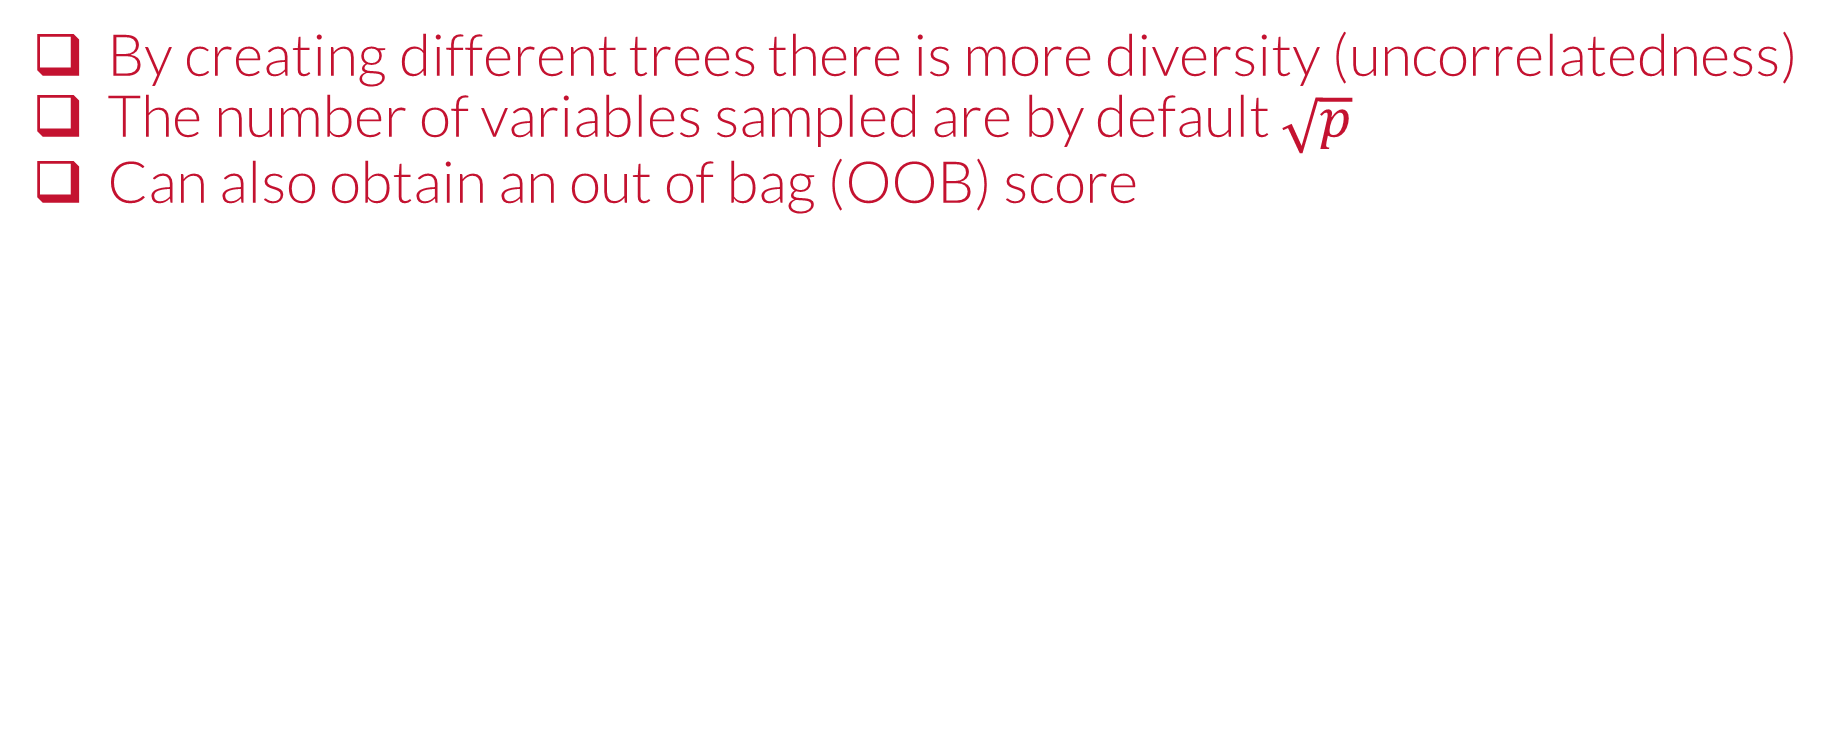 ❑ By creating different trees there is more diversity (uncorrelatedness)
❑ The number of variables sampled are by default √p
❑ Can also obtain an out of bag (OOB) score